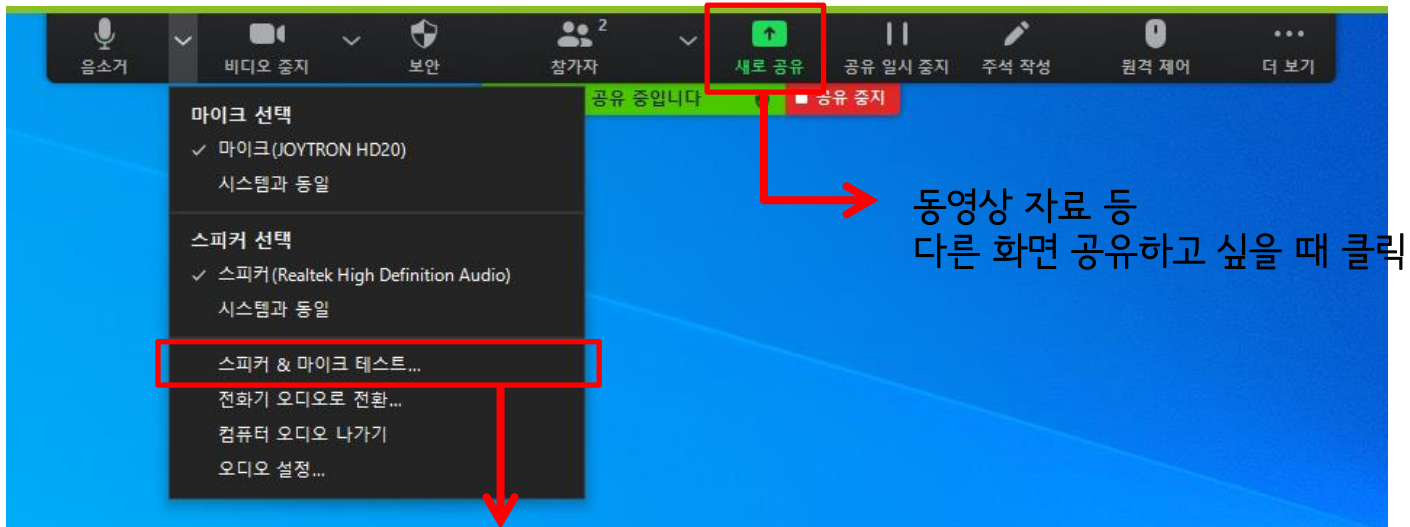 음소거
비디오 중지
보안
2
참가자
새로 공유
공유 일시 중지
주석 작성
원격 제어
더 보기
공유 중입니다
공유 중지
마이크 선택
마이크(JOYTRON HD20)
시스템과 동일
스피커 선택
스피커(Realtek High Definition Audio)
시스템과 동일
스피커 & 마이크 테스트...
전화기 오디오로 전환...
컴퓨터 오디오 나가기
오디오 설정...
동영상 자료 등
다른 화면 공유하고 싶을 때 클릭